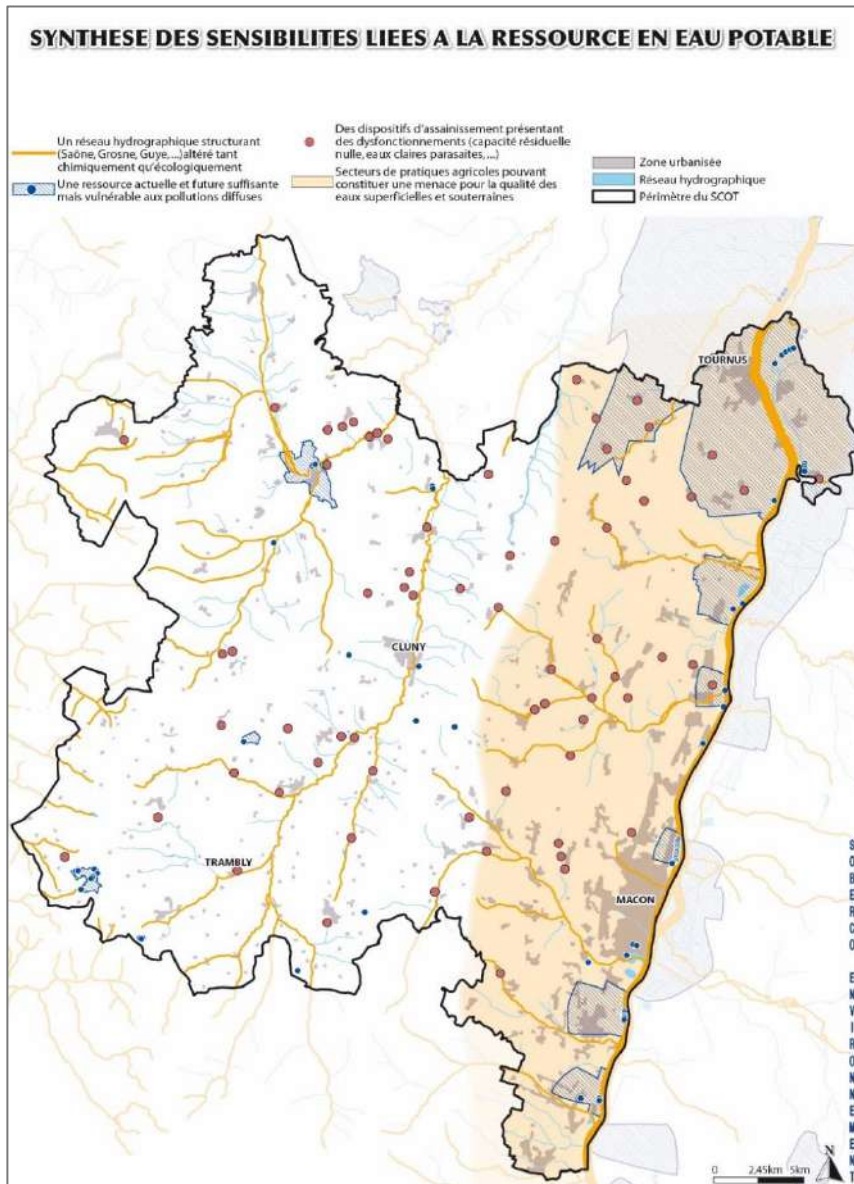 SYNTHESE DES SENSIBILITES LIEES A LA RESSOURCE EN EAU POTABLE
Un réseau hydrographique structurant
(Saône, Grosne, Guye, ...)altéré tant
chimiquement qu'écologiquement
Une ressource actuelle et future suffisante
mais vulnérable aux pollutions diffuses
Des dispositifs d'assainissement présentant
des dysfonctionnements (capacité résiduelle
nulle, eaux claires parasaites, ...)
Secteurs de pratiques agricoles pouvant
constituer une menace pour la qualité des
eaux superficielles et souterraines
Zone urbanisée
Réseau hydrographique
Périmètre du SCOT
TOURNUS
CLUNY
TRAMBLY
MACON
SOBERCO ENVIRONNEMENT
N
0 2,45km 5km